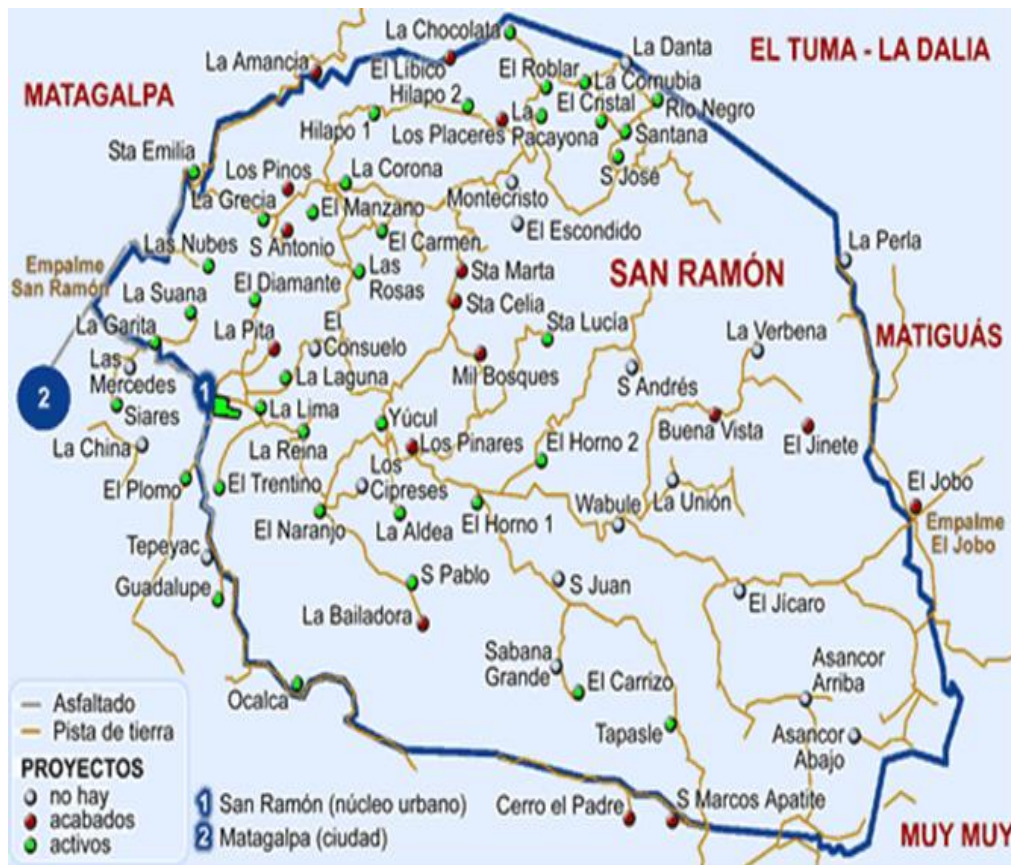 La Chocolata
La Danta
EL TUMA - LA DALIA
La Amancia
El Líbico
El Roblar
La Cornubia
MATAGALPA
Hilapo 2
El Cristal
Río Negro
La
Hilapo 1
Los Placeres
Pacayona
Santana
Sta Emilia
Los Pinos
La Corona
S José
Montecristo
La Grecia
El Manzano
El Escondido
Las Nubes
S Antonio
El Carmen
La Perla
Empalme
San Ramón
El Diamante
Las
Rosas
Sta Marta
SAN RAMÓN
La Suana
Sta Celia
La Garita
La Pita
El
Consuelo
Sta Lucía
La Verbena
MATIGUÁS
Las
Mercedes
La Laguna
Mil Bosques
S Andrés
2
1
Siares
La Lima
Yúcul
Buena Vista
El Jinete
La China
La Reina
Los Pinares
El Horno 2
El Plomo
El Trentino
Los
Cipreses
La Unión
El Jobo
El Naranjo
La Aldea
El Horno 1
Wabule
Empalme
El Jobo
Tepeyac
Guadalupe
S Pablo
S Juan
El Jícaro
La Bailadora
Sabana
Grande
Asancor
Arriba
Ocalca
El Carrizo
Asfaltado
Pista de tierra
Tapasle
Asancor
Abajo
PROYECTOS
no hay
acabados
activos
1 San Ramón (núcleo urbano)
2 Matagalpa (ciudad)
Cerro el Padre
S Marcos Apatite
MUY MUY